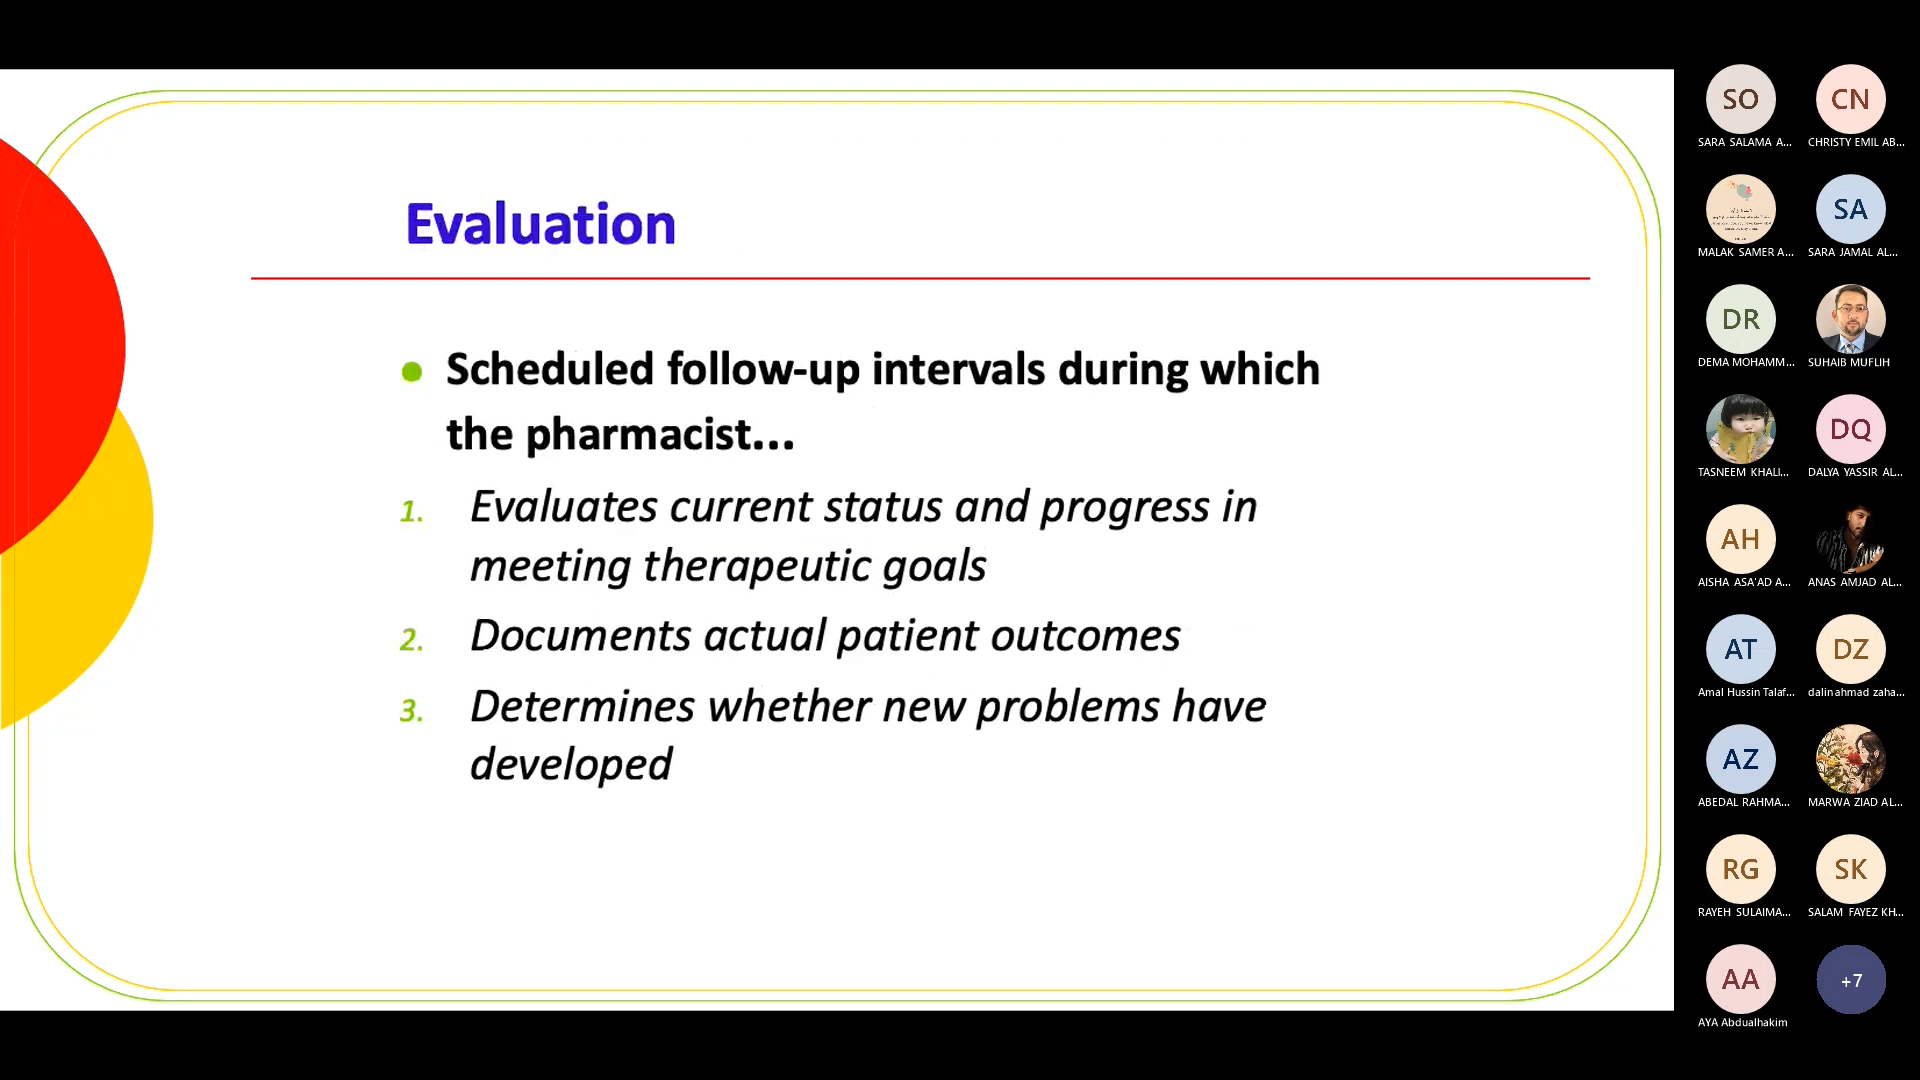 Evaluation
Scheduled follow-up intervals during which
the pharmacist...
1. Evaluates current status and progress in
meeting therapeutic goals
2. Documents actual patient outcomes
3. Determines whether new problems have
developed
SO
SARA SALAMA A...
CN
CHRISTY EMIL AB...
MALAK SAMER A...
SA
SARA JAMAL AL...
DR
DEMA MOHAMM...
SUHAIB MUFLIH
TASNEEM KHALI...
DQ
DALYA YASSIR AL...
AH
AISHA ASA'AD A...
ANAS AMJAD AL...
AT
Amal Hussin Talaf...
DZ
dalin ahmad zaha...
AZ
ABEDAL RAHMA...
MARWA ZIAD AL...
RG
RAYEH SULAIMA...
SK
SALAM FAYEZ KH...
AA
AYA Abdualhakim
+7